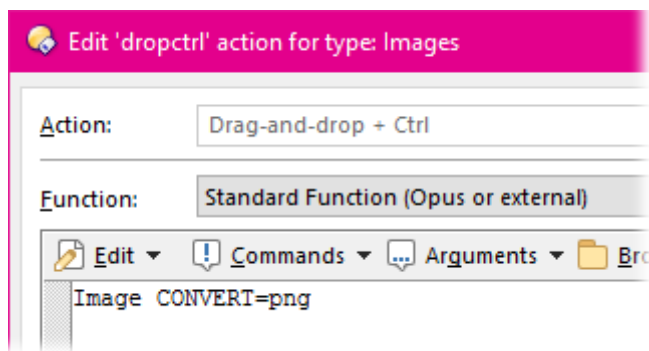 Edit 'dropctrl' action for type: Images
Action: Drag-and-drop + Ctrl
Function: Standard Function (Opus or external)
Edit Commands Arguments
Image CONVERT=png